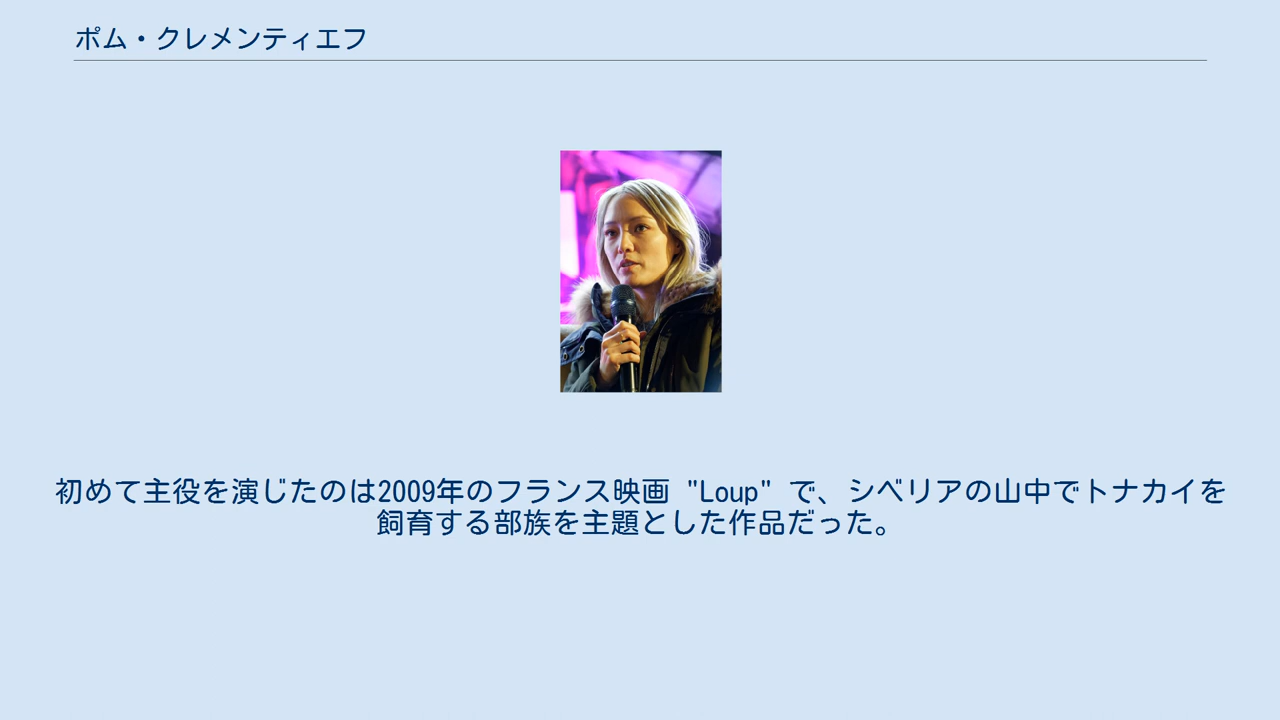 ポム・クレメンティエフ
初めて主役を演じたのは2009年のフランス映画 "Loup" で、シベリアの山中でトナカイを
飼育する部族を主題とした作品だった。